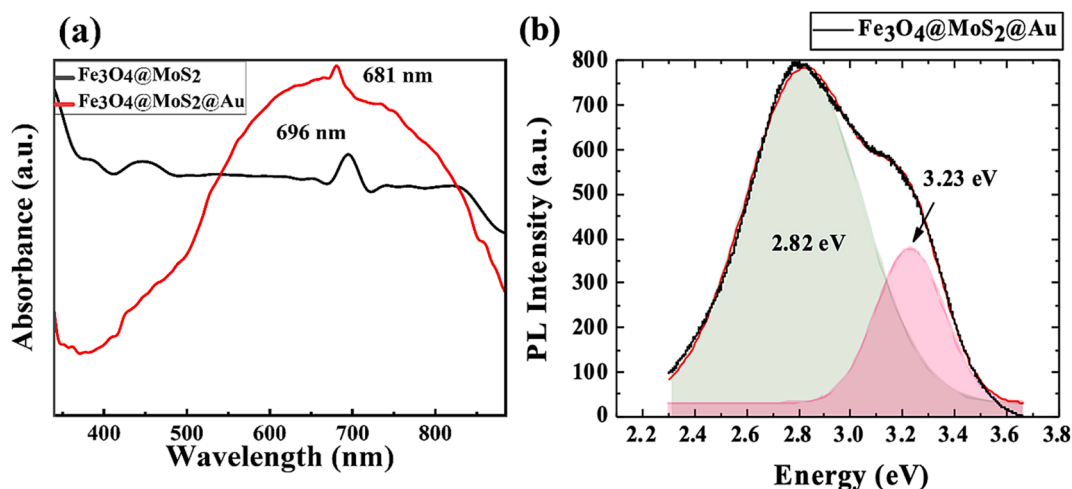 (a)
Fe3O4@MoS2
Fe3O4@MoS2@Au
681 nm
696 nm
Absorbance (a.u.)
400 500 600 700 800
Wavelength (nm)
(b)
Fe3O4@MoS2@Au
800
700
600
500
400
300
200
100
0
3.23 eV
2.82 eV
PL Intensity (a.u.)
2.2 2.4 2.6 2.8 3.0 3.2 3.4 3.6 3.8
Energy (eV)